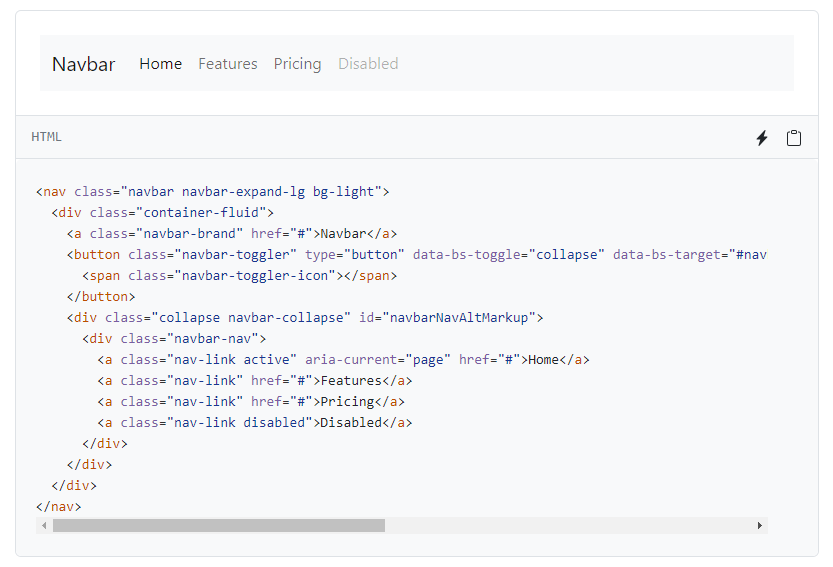 Navbar Home Features Pricing Disabled
HTML
<nav class="navbar navbar-expand-lg bg-light">
  <div class="container-fluid">
    <a class="navbar-brand" href="#">Navbar</a>
    <button class="navbar-toggler" type="button" data-bs-toggle="collapse" data-bs-target="#nav
      <span class="navbar-toggler-icon"></span>
    </button>
    <div class="collapse navbar-collapse" id="navbarNavAltMarkup">
      <div class="navbar-nav">
        <a class="nav-link active" aria-current="page" href="#">Home</a>
        <a class="nav-link" href="#">Features</a>
        <a class="nav-link" href="#">Pricing</a>
        <a class="nav-link disabled">Disabled</a>
      </div>
    </div>
  </div>
</nav>